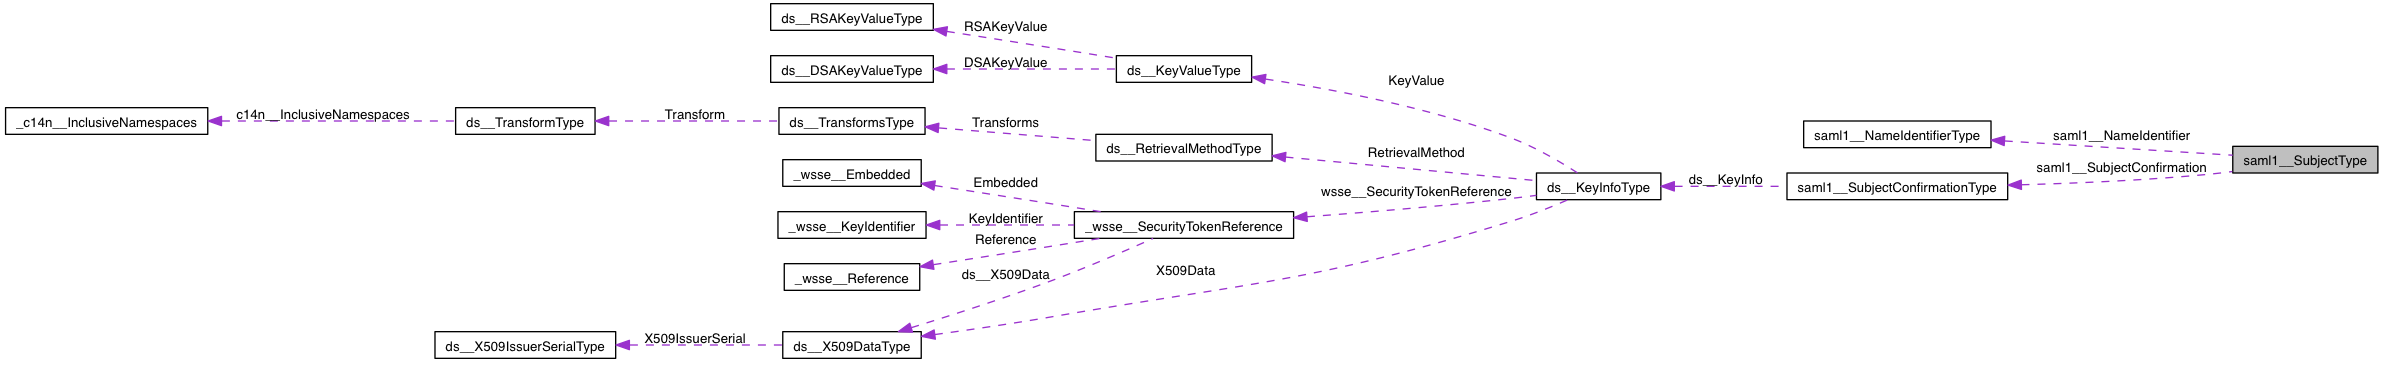 ds__RSAKeyValueType
RSAKeyValue
ds__DSAKeyValueType
DSAKeyValue
ds__KeyValueType
KeyValue
_c14n__InclusiveNamespaces
c14n__InclusiveNamespaces
ds__TransformType
Transform
ds__TransformsType
Transforms
ds__RetrievalMethodType
RetrievalMethod
saml1__NameIdentifierType
saml1__NameIdentifier
saml1__SubjectType
_wsse__Embedded
Embedded
wsse__SecurityTokenReference
ds__KeyInfoType
ds__KeyInfo
saml1__SubjectConfirmationType
saml1__SubjectConfirmation
_wsse__KeyIdentifier
KeyIdentifier
_wsse__SecurityTokenReference
Reference
_wsse__Reference
ds__X509Data
X509Data
ds__X509IssuerSerialType
X509IssuerSerial
ds__X509DataType